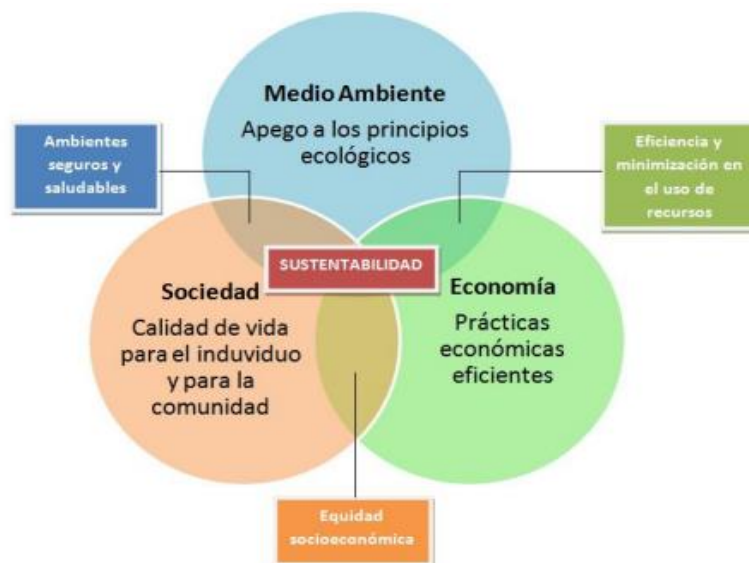 Medio Ambiente
Apego a los principios
ecológicos
Ambientes
seguros y
saludables
Eficiencia y
minimización en
el uso de
recursos
SUSTENTABILIDAD
Sociedad
Calidad de vida
para el induviduo
y para la
comunidad
Economía
Prácticas
económicas
eficientes
Equidad
socioeconómica